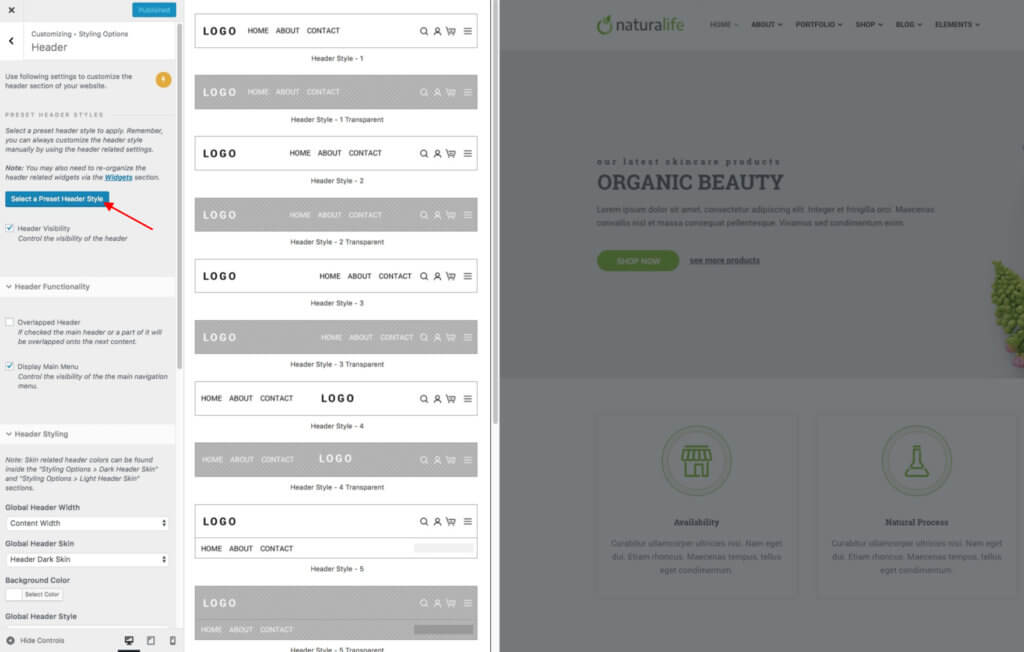 Published
Customizing ▸ Styling Options
Header
Use following settings to customize the
header section of your website.
PRESET HEADER STYLES
Select a preset header style to apply. Remember,
you can always customize the header style
manually by using the header related settings.
Note: You may also need to re-organize the
header related widgets via the Widgets section.
Select a Preset Header Style
Header Visibility
Control the visibility of the header
Header Functionality
Overlapped Header
If checked the main header or a part of it will
be overlapped onto the next content.
Display Main Menu
Control the visibility of the the main navigation
menu.
Header Styling
Note: Skin related header colors can be found
inside the "Styling Options > Dark Header Skin"
and "Styling Options > Light Header Skin"
sections.
Global Header Width
Content Width
Global Header Skin
Header Dark Skin
Background Color
Select Color
Global Header Style
Hide Controls
LOGO HOME ABOUT CONTACT
Header Style - 1
LOGO HOME ABOUT CONTACT
Header Style - 1 Transparent
LOGO HOME ABOUT CONTACT
Header Style - 2
LOGO HOME ABOUT CONTACT
Header Style - 2 Transparent
LOGO HOME ABOUT CONTACT
Header Style - 3
LOGO HOME ABOUT CONTACT
Header Style - 3 Transparent
HOME ABOUT CONTACT LOGO
Header Style - 4
HOME ABOUT CONTACT LOGO
Header Style - 4 Transparent
LOGO
HOME ABOUT CONTACT
Header Style - 5
LOGO
HOME ABOUT CONTACT
Header Style - 5 Transparent
naturalife HOME ABOUT PORTFOLIO SHOP BLOG ELEMENTS
our latest skincare products
ORGANIC BEAUTY
Lorem ipsum dolor sit amet, consectetur adipiscing elit. Integer et fringilla orci. Maecenas
convallis nisl et mauris consequat pellentesque. Vivamus sed condimentum enim.
SHOP NOW see more products
Availability
Curabitur ullamcorper ultricies nisi. Nam eget
dui. Etiam rhoncus. Maecenas tempus, tellus
eget condimentum.
Natural Process
Curabitur ullamcorper ultricies nisi. Nam eget
dui. Etiam rhoncus. Maecenas tempus, tellus
eget condimentum.